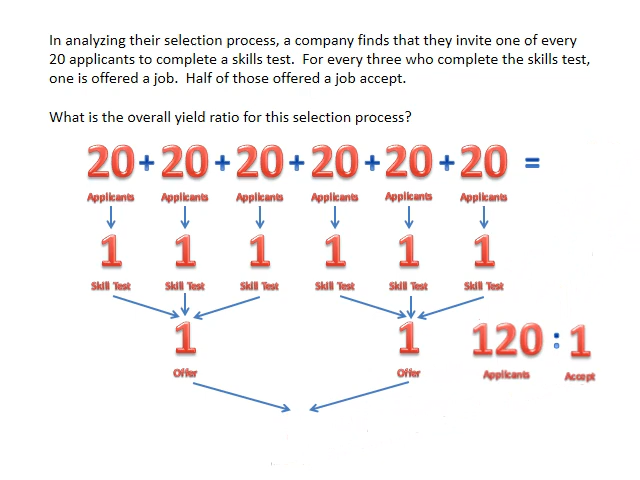 In analyzing their selection process, a company finds that they invite one of every
20 applicants to complete a skills test.  For every three who complete the skills test,
one is offered a job.  Half of those offered a job accept.
What is the overall yield ratio for this selection process?
20 + 20 + 20 + 20 + 20 + 20 =
Applicants Applicants Applicants Applicants Applicants Applicants
1 1 1 1 1 1
Skill Test Skill Test Skill Test Skill Test Skill Test Skill Test
1 1 120 : 1
Offer Offer Applicants Accept